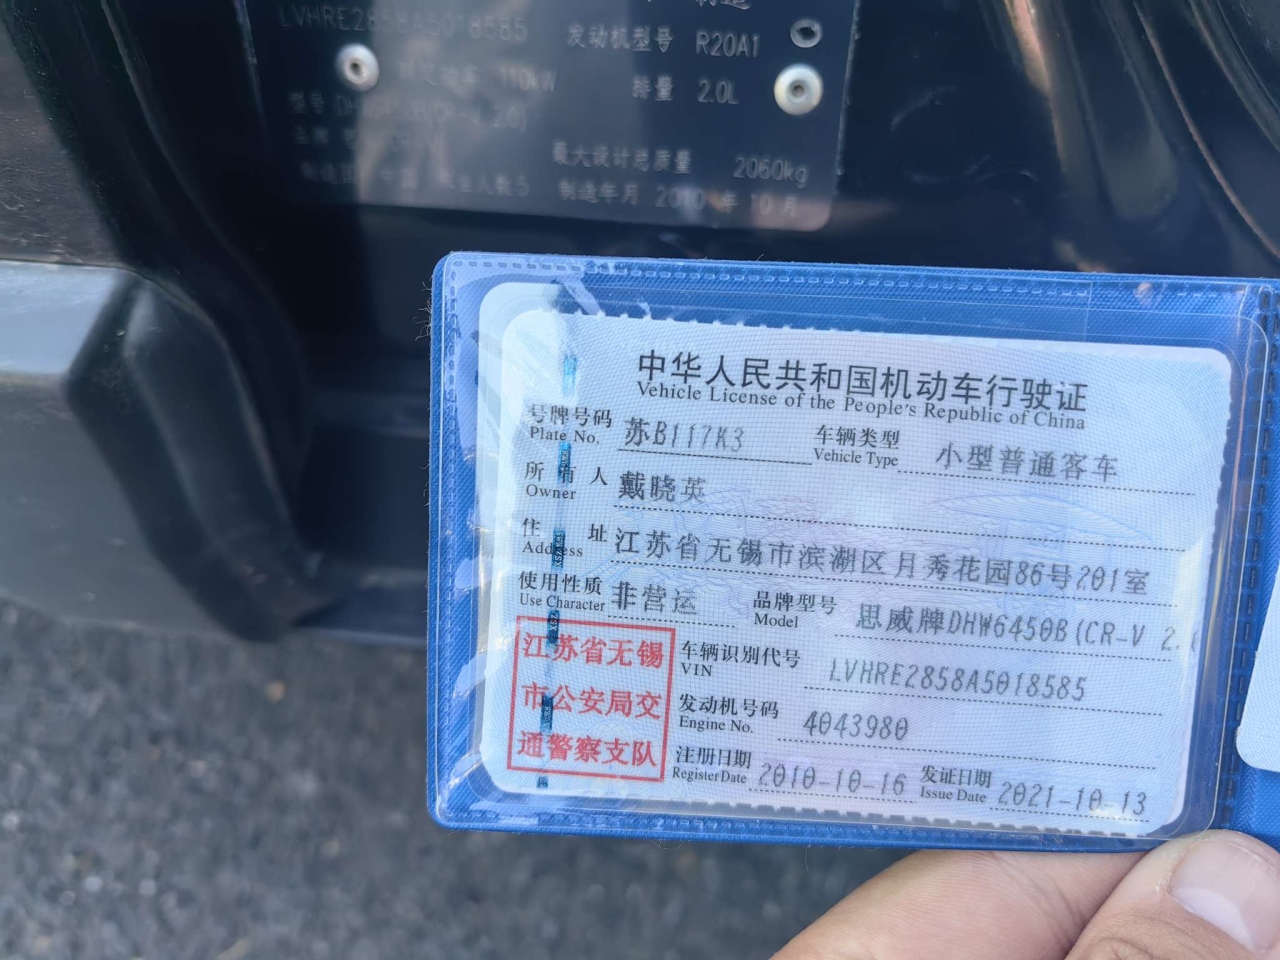 LVHRE2858A5018585 发动机型号 R20A1
110kW 排量 2.0L
型号
最大设计总质量 2060kg
制造年月 2010 年 10 月
中华人民共和国机动车行驶证
Vehicle License of the People's Republic of China
号牌号码 苏B117K3 车辆类型 小型普通客车
Plate No. Vehicle Type
所有人 戴晓英
Owner
住址 江苏省无锡市滨湖区月秀花园86号201室
Address
使用性质 非营运 品牌型号 思威牌DHW6450B(CR-V 2.
Use Character Model
江苏省无锡
市公安局交
通警察支队
车辆识别代号 LVHRE2858A5018585
VIN
发动机号码 4043980
Engine No.
注册日期 2010-10-16 发证日期 2021-10-13
Register Date Issue Date